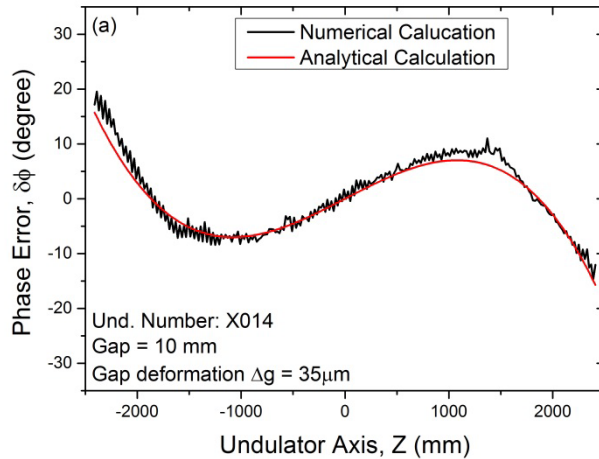 (a)
Numerical Calucation
Analytical Calculation
30
20
10
0
-10
-20
-30
Phase Error, δϕ (degree)
Und. Number: X014
Gap = 10 mm
Gap deformation Δg = 35μm
-2000
-1000
0
1000
2000
Undulator Axis, Z (mm)